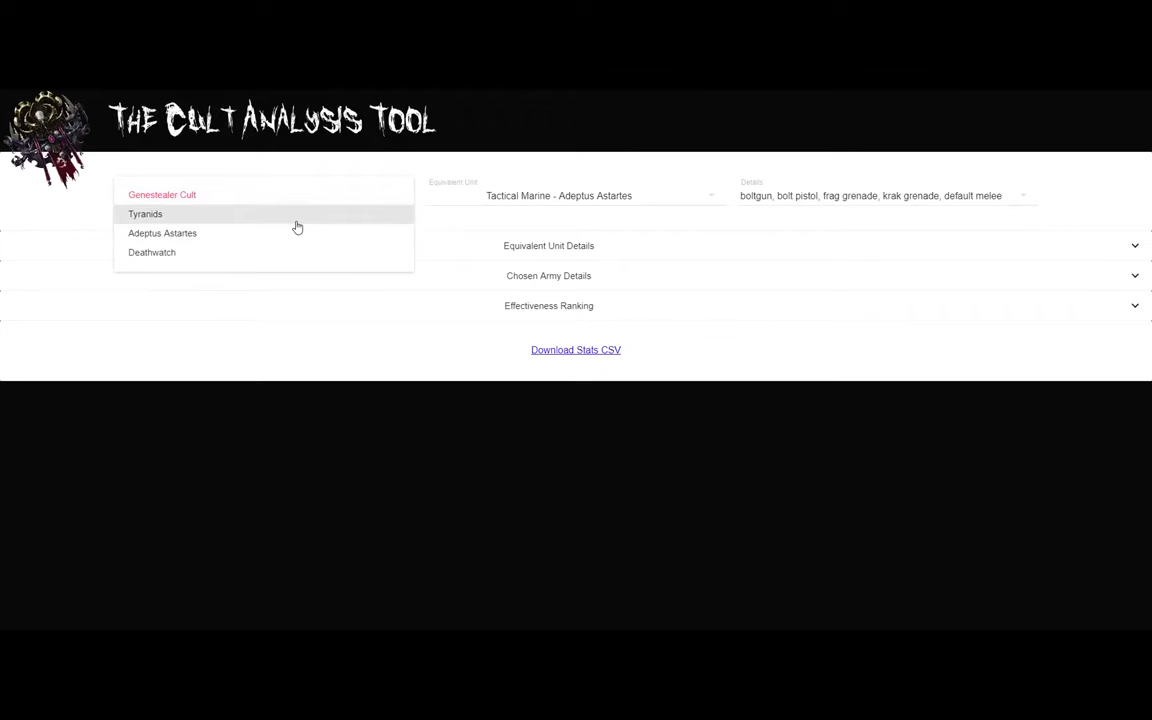 The Cult Analysis Tool
Genestealer Cult
Tyranids
Adeptus Astartes
Deathwatch
Equivalent Unit
Tactical Marine - Adeptus Astartes
Details
boltgun, bolt pistol, frag grenade, krak grenade, default melee
Equivalent Unit Details
Chosen Army Details
Effectiveness Ranking
Download Stats CSV